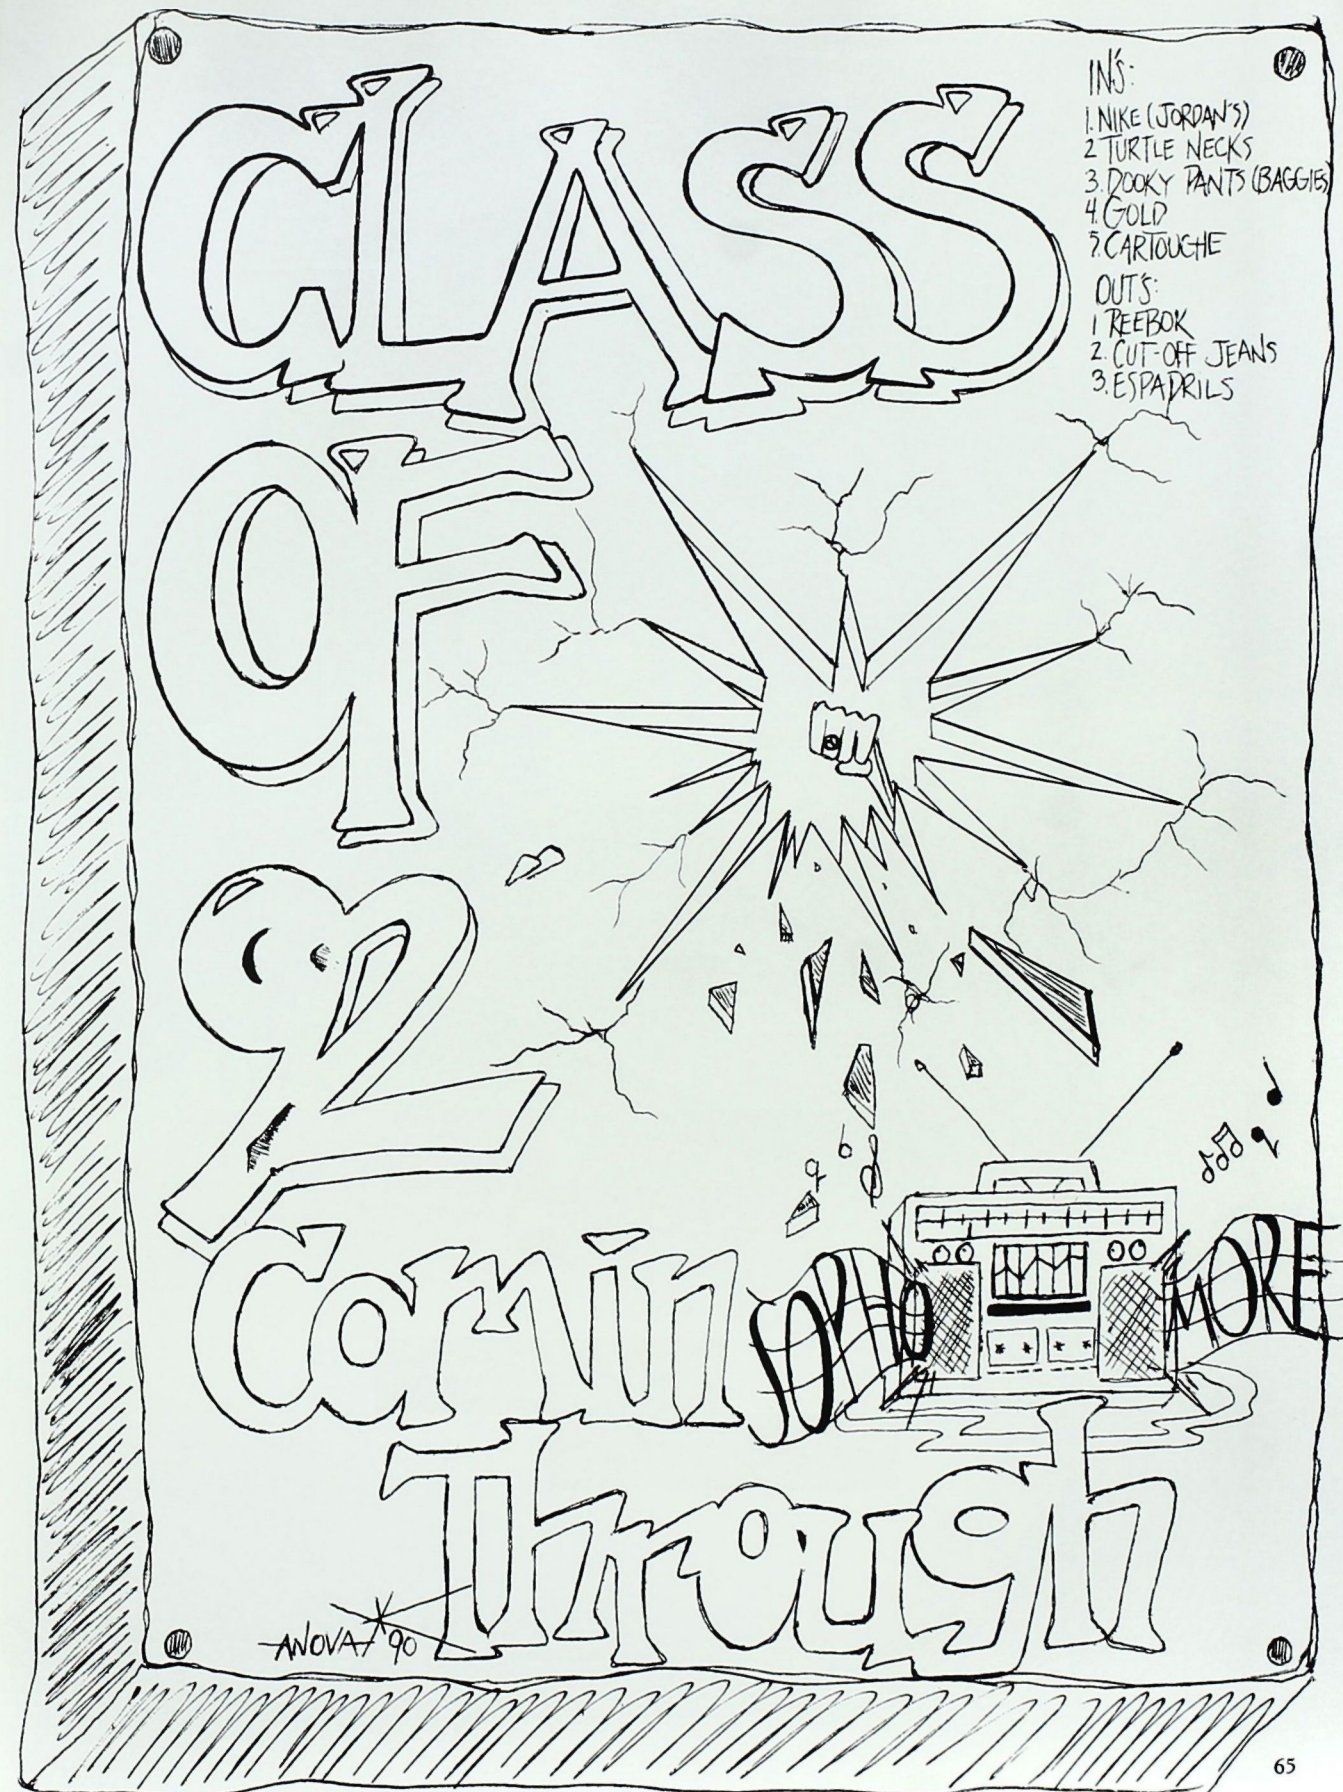 CLASS
OF
92
Comin
Through
IN'S:
1. NIKE (JORDAN'S)
2 TURTLE NECKS
3. DOOKY PANTS (BAGGIES)
4. GOLD
5. CARTOUCHE
OUT'S:
1 REEBOK
2. CUT-OFF JEANS
3. ESPADRILS
SOPHO MORE
91
ANOVA '90
65